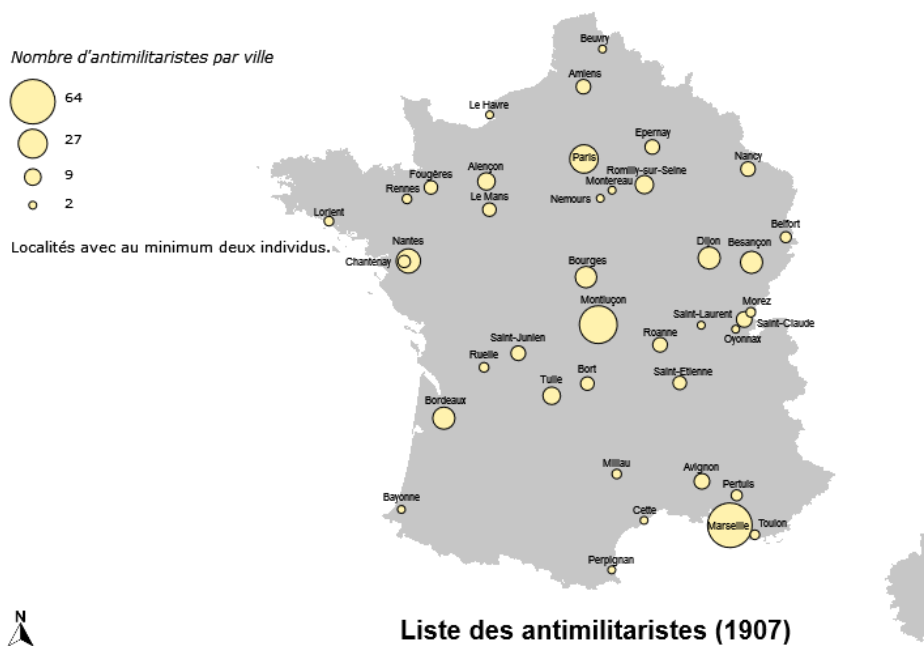 Nombre d'antimilitaristes par ville
64
27
9
2
Localités avec au minimum deux individus.
Beuvry
Amiens
Le Havre
Epernay
Paris
Nancy
Romilly-sur-Seine
Montereau
Nemours
Alençon
Fougères
Rennes
Le Mans
Lorient
Belfort
Nantes
Chantenay
Dijon
Besançon
Bourges
Montluçon
Morez
Saint-Laurent
Saint-Claude
Oyonnax
Roanne
Saint-Junien
Ruelle
Bort
Saint-Etienne
Tulle
Bordeaux
Millau
Avignon
Pertuis
Bayonne
Cette
Marseille
Toulon
Perpignan
N
Liste des antimilitaristes (1907)